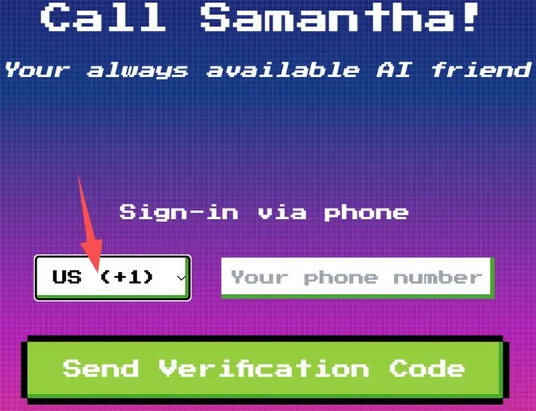 Call Samantha!
Your always available AI friend
Sign-in via phone
US (+1) Your phone number
Send Verification Code